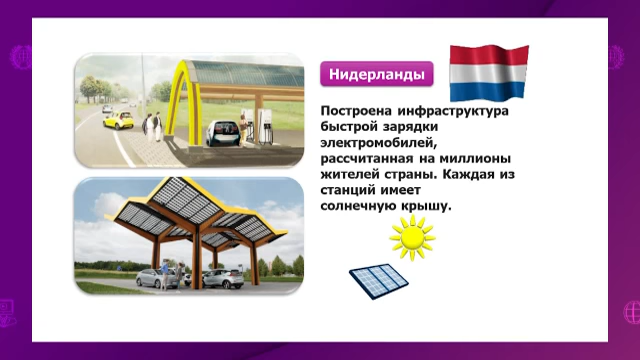 Нидерланды
Построена инфраструктура
быстрой зарядки
электромобилей,
рассчитанная на миллионы
жителей страны. Каждая из
станций имеет
солнечную крышу.